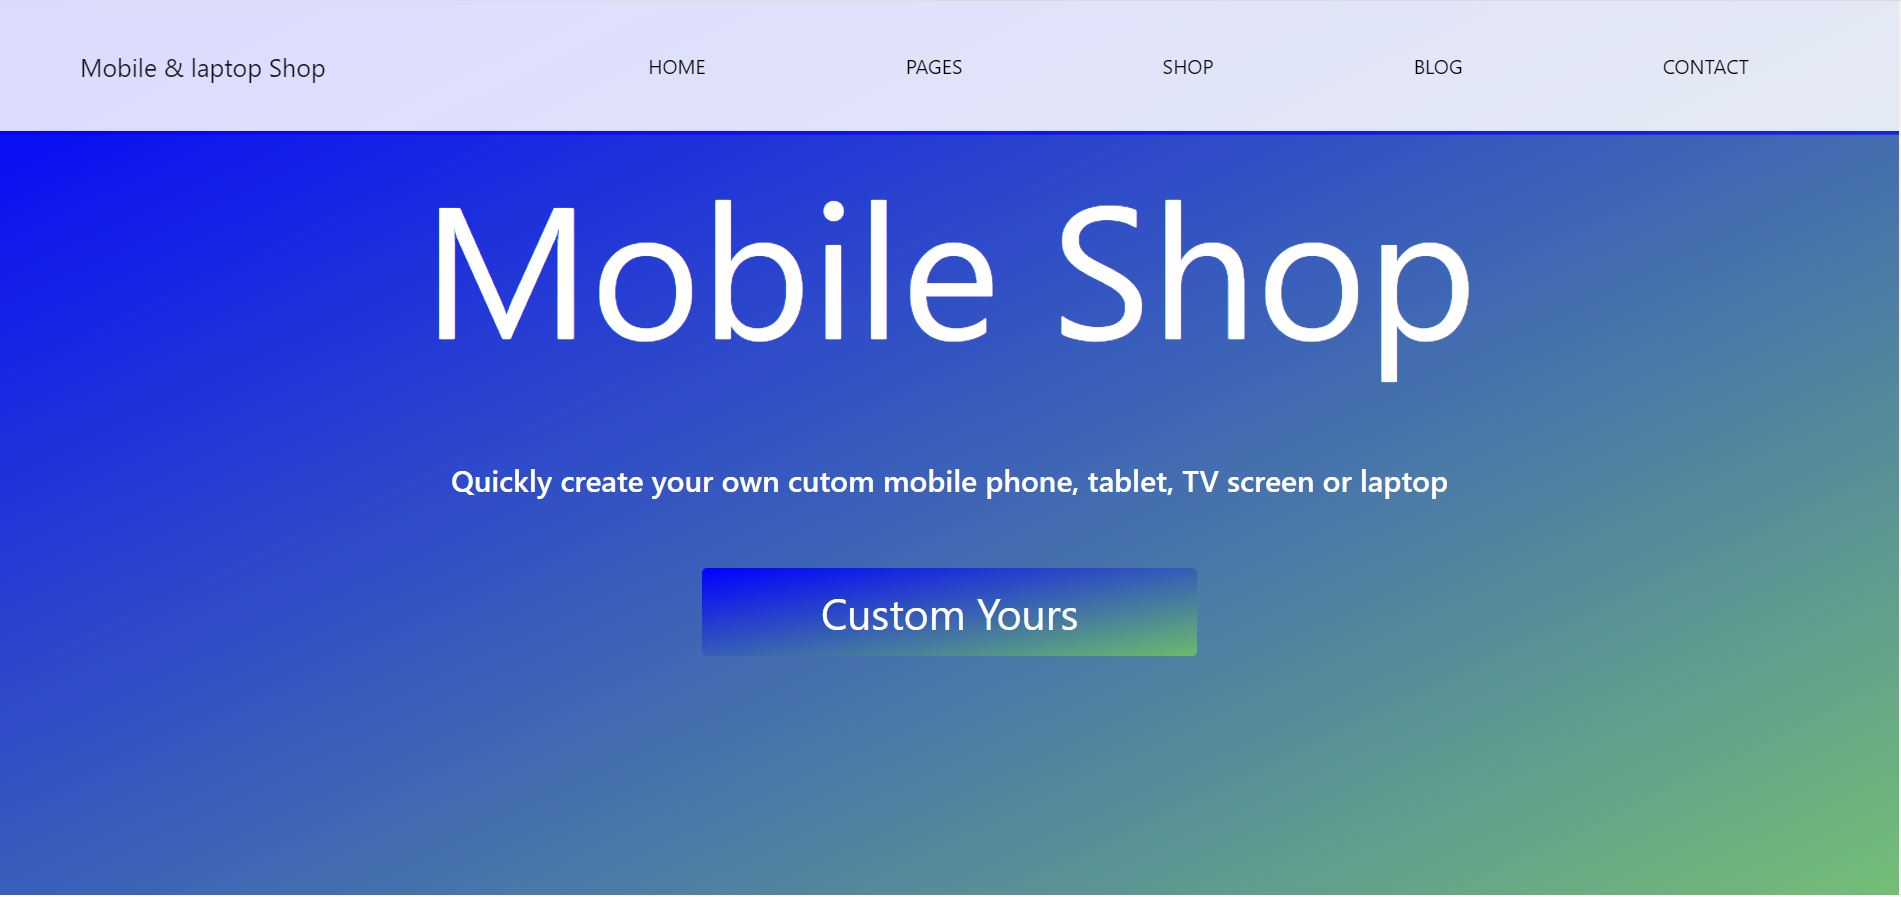 Mobile & laptop Shop
HOME
PAGES
SHOP
BLOG
CONTACT
Mobile Shop
Quickly create your own cutom mobile phone, tablet, TV screen or laptop
Custom Yours